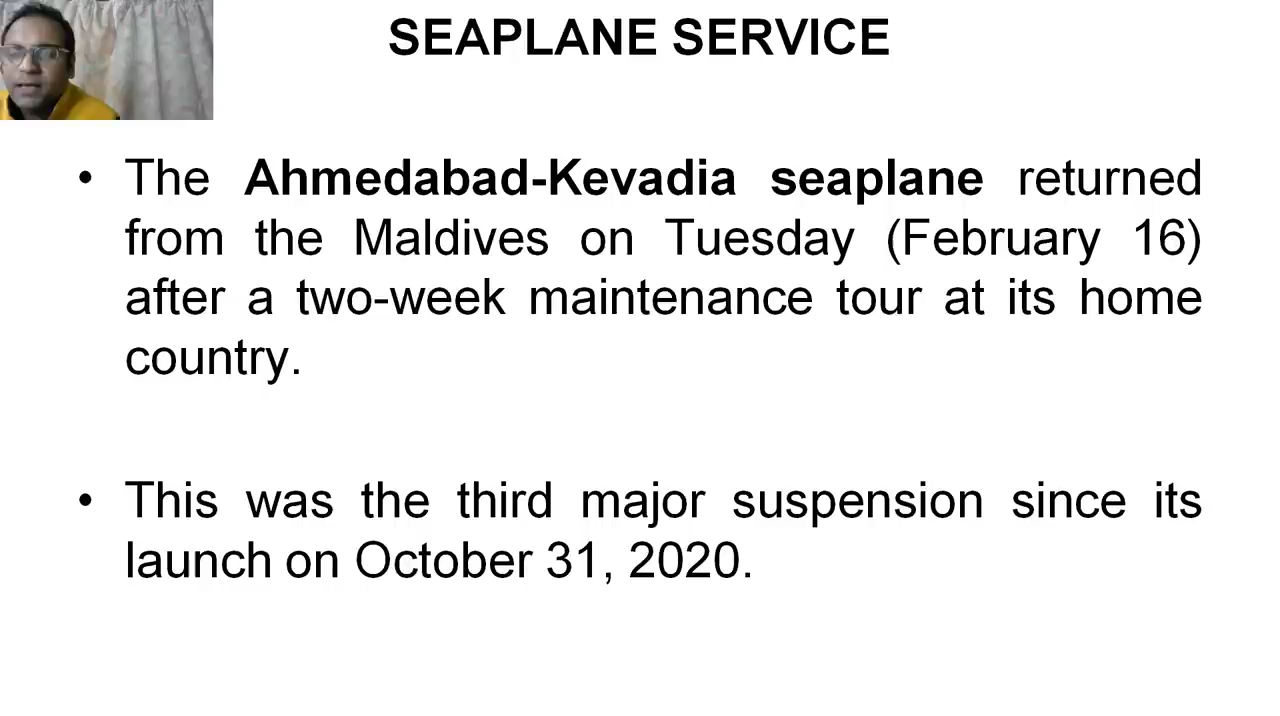 SEAPLANE SERVICE
• The Ahmedabad-Kevadia seaplane returned
from the Maldives on Tuesday (February 16)
after a two-week maintenance tour at its home
country.
• This was the third major suspension since its
launch on October 31, 2020.